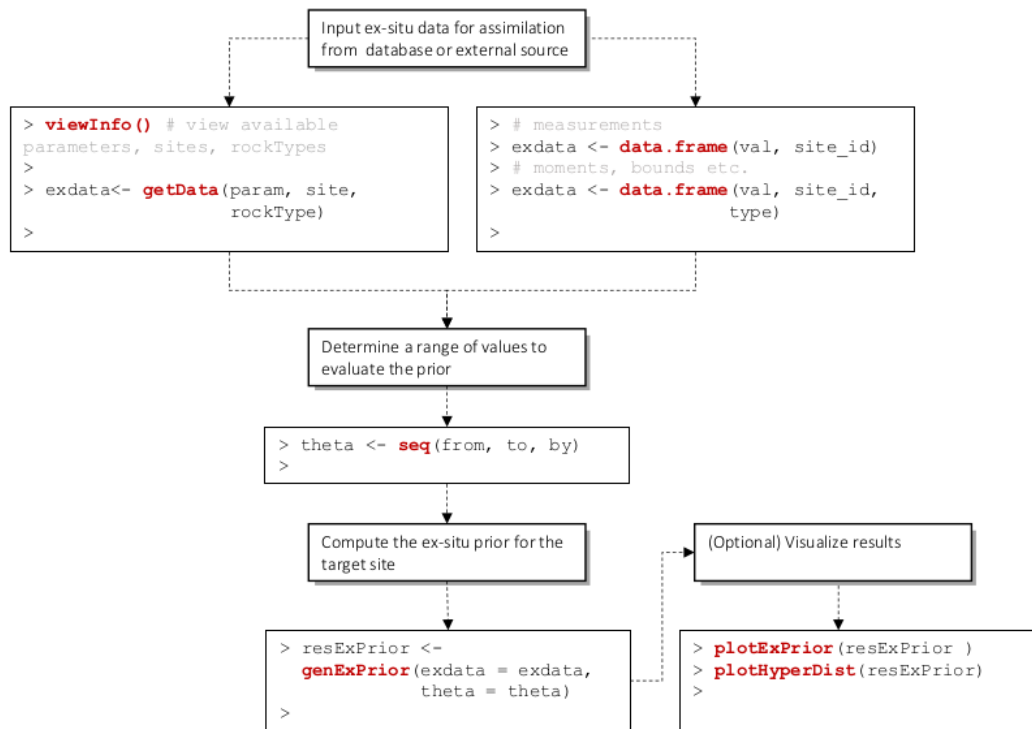 Input ex-situ data for assimilation
from database or external source
> viewInfo() # view available
parameters, sites, rockTypes
>
> exdata<- getData(param, site,
rockType)
>
> # measurements
> exdata <- data.frame(val, site_id)
> # moments, bounds etc.
> exdata <- data.frame(val, site_id,
type)
>
Determine a range of values to
evaluate the prior
> theta <- seq(from, to, by)
>
Compute the ex-situ prior for the
target site
(Optional) Visualize results
> resExPrior <-
genExPrior(exdata = exdata,
theta = theta)
>
> plotExPrior(resExPrior )
> plotHyperDist(resExPrior)
>